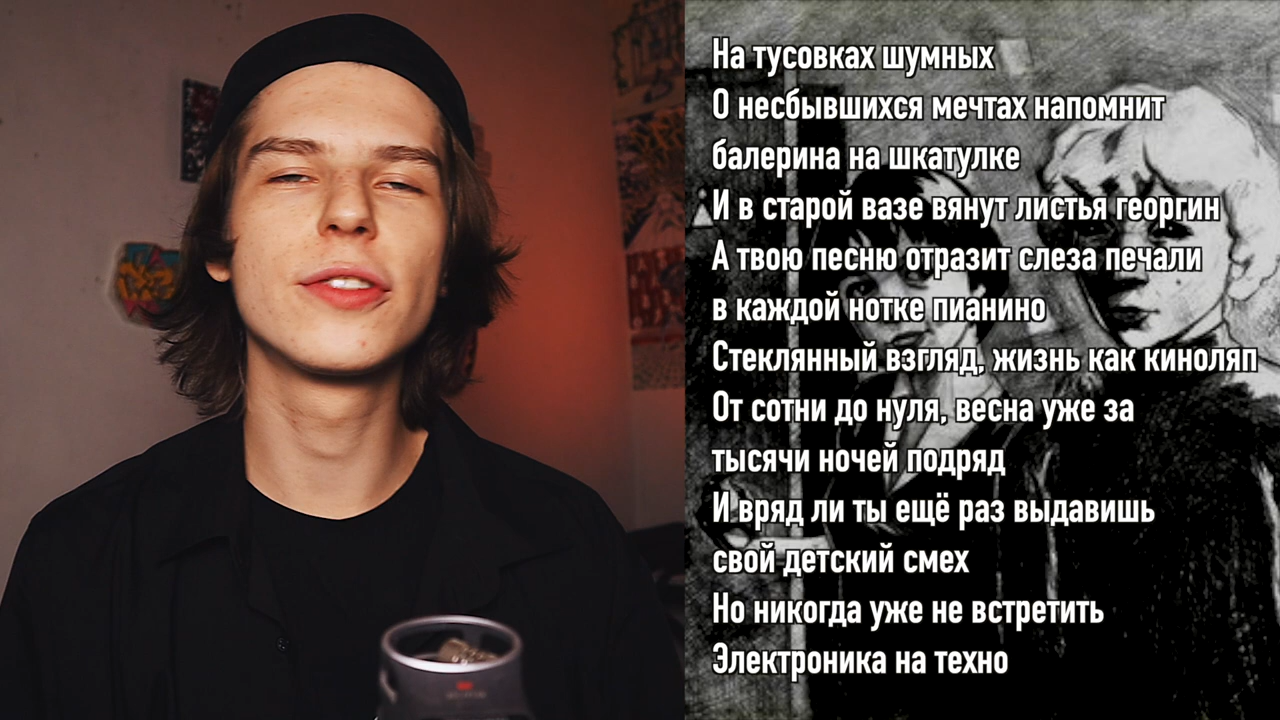 На тусовках шумных
О несбывшихся мечтах напомнит
балерина на шкатулке
И в старой вазе вянут листья георгин
А твою песню отразит слеза печали
в каждой нотке пианино
Стеклянный взгляд, жизнь как киноляп
От сотни до нуля, весна уже за
тысячи ночей подряд
И вряд ли ты ещё раз выдавишь
свой детский смех
Но никогда уже не встретить
Электроника на техно